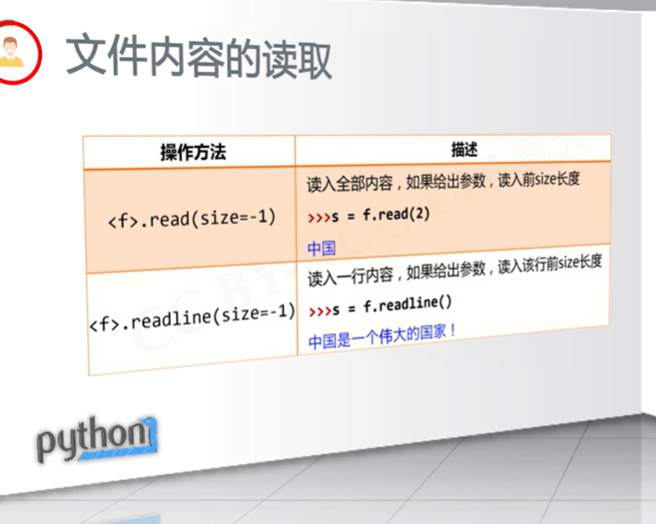 文件内容的读取
操作方法
描述
<f>.read(size=-1)
读入全部内容，如果给出参数，读入前size长度
>>>s = f.read(2)
中国
<f>.readline(size=-1)
读入一行内容，如果给出参数，读入该行前size长度
>>>s = f.readline()
中国是一个伟大的国家！
python